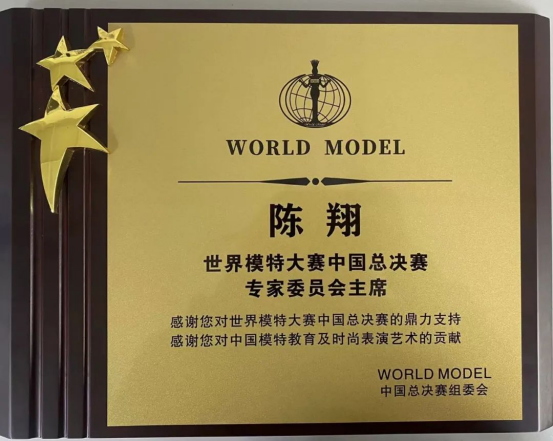 WORLD MODEL
陈 翔
世界模特大赛中国总决赛
专家委员会主席
感谢您对世界模特大赛中国总决赛的鼎力支持
感谢您对中国模特教育及时尚表演艺术的贡献
WORLD MODEL
中国总决赛组委会